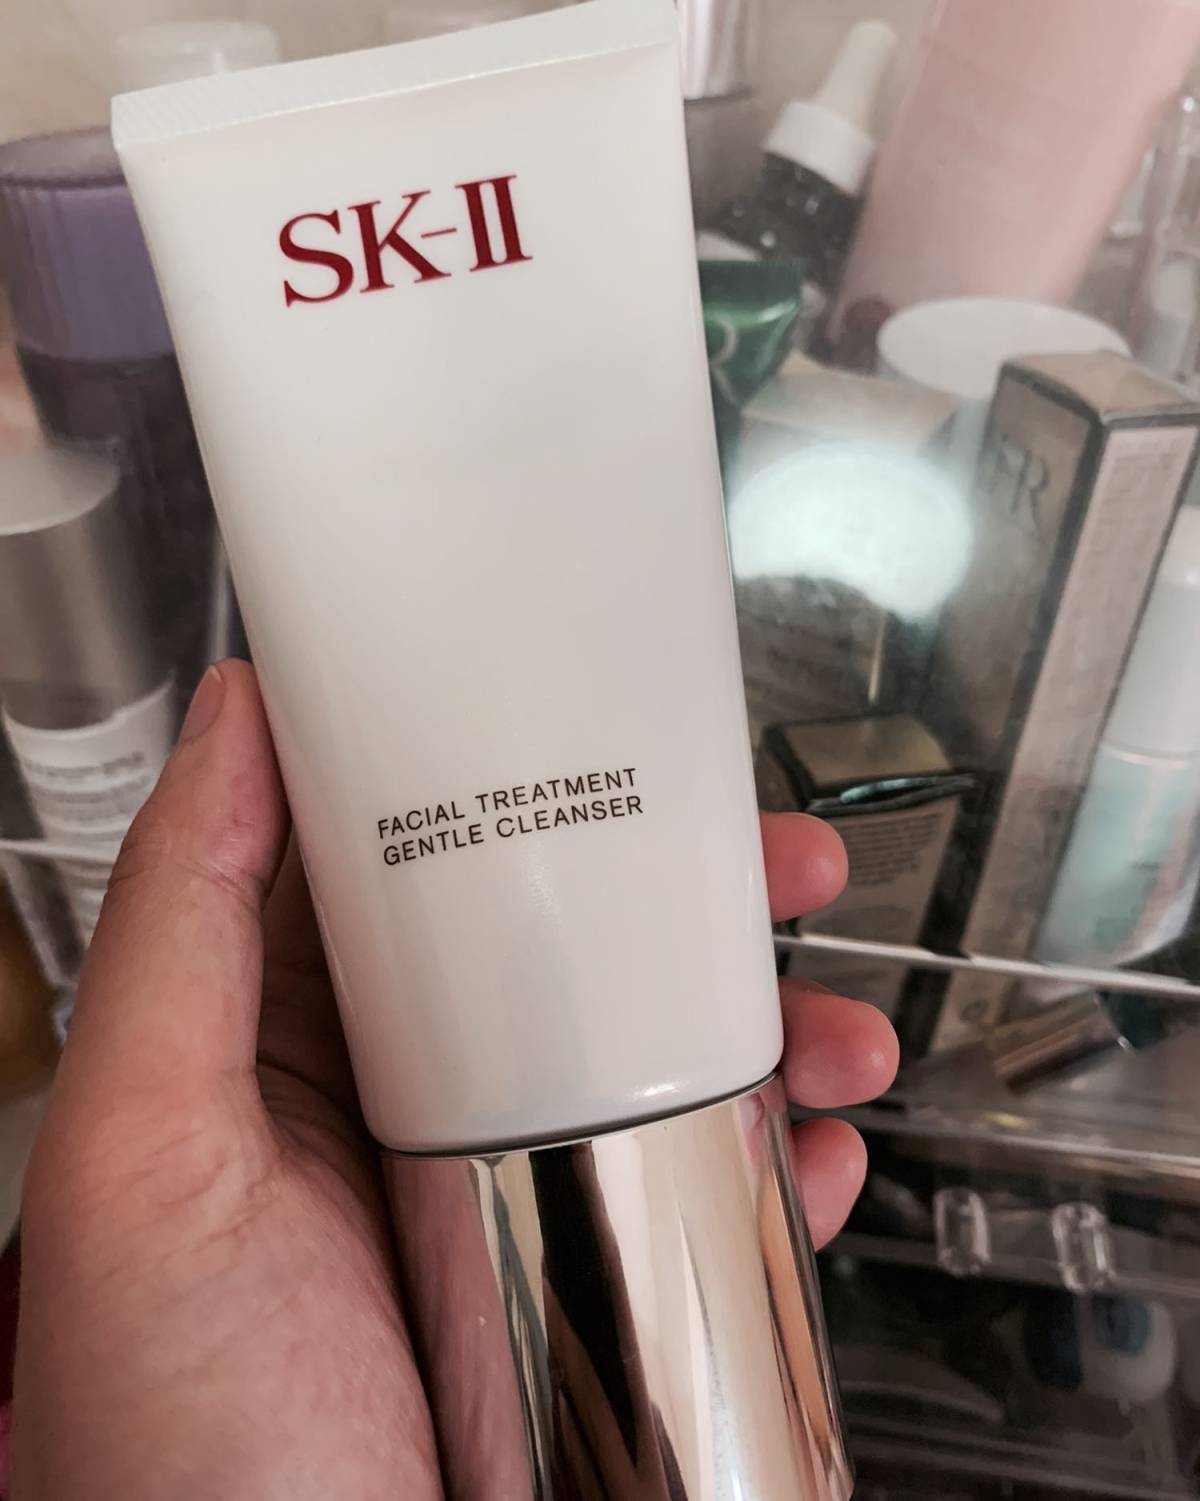 SK-II
FACIAL TREATMENT
GENTLE CLEANSER